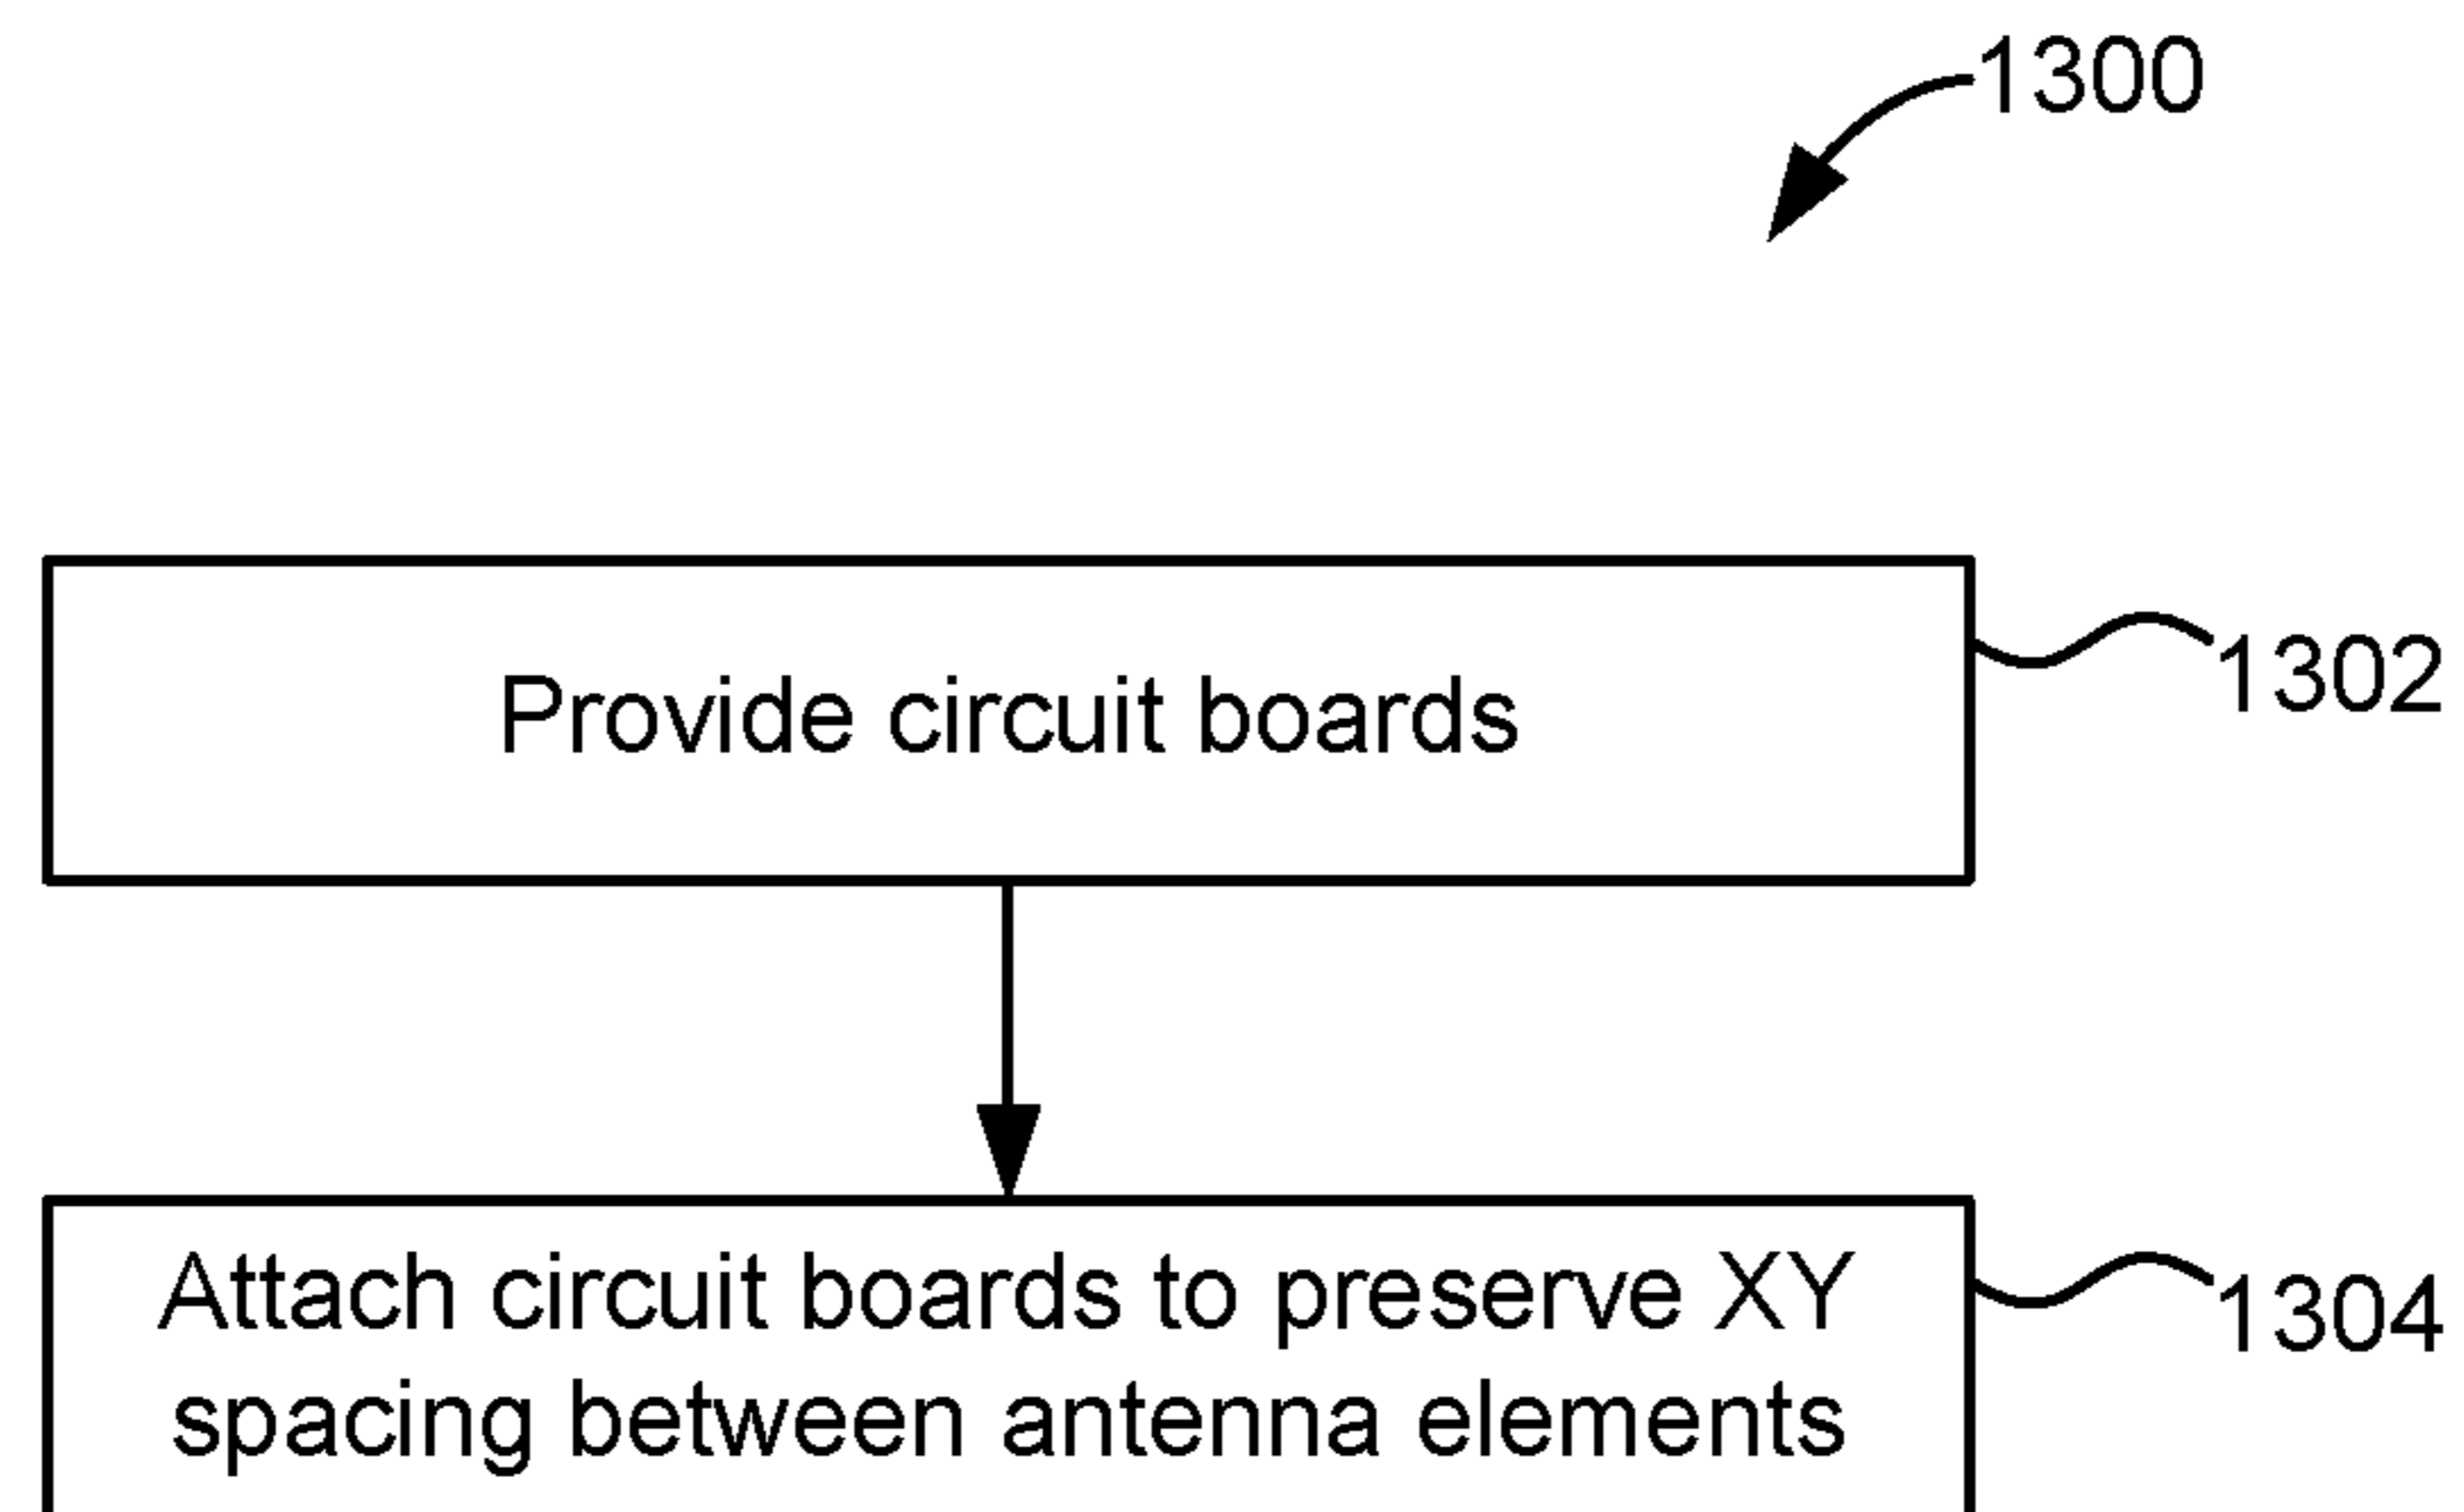 1300
Provide circuit boards
1302
Attach circuit boards to preserve XY
spacing between antenna elements
1304